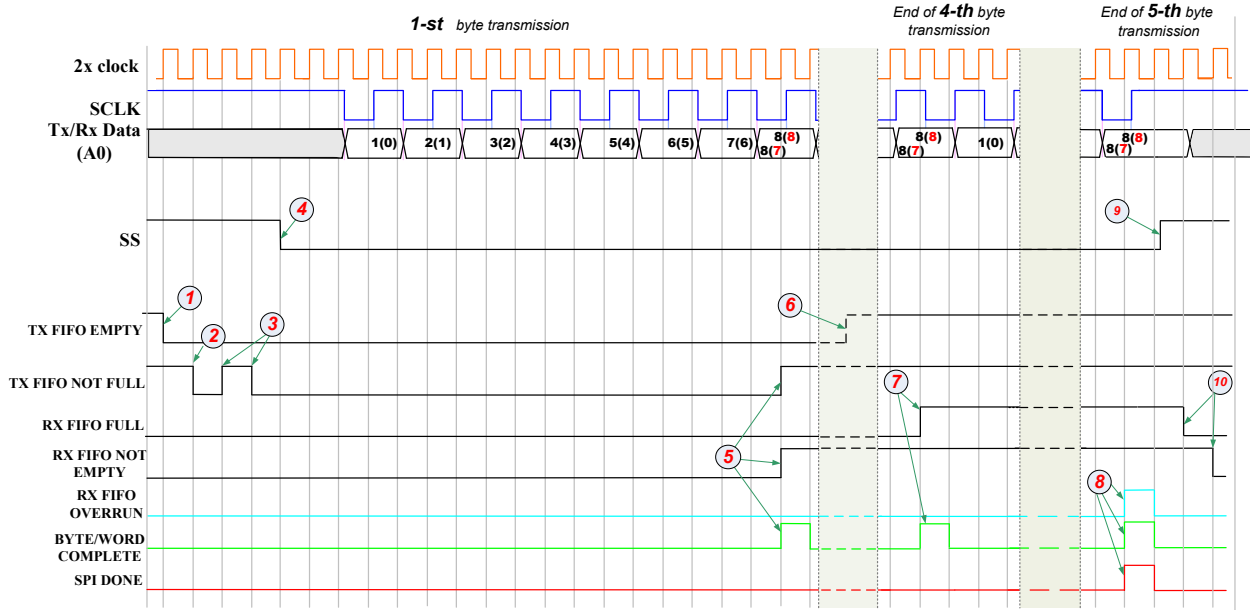 1-st byte transmission
End of 4-th byte
transmission
End of 5-th byte
transmission
2x clock
SCLK
Tx/Rx Data
(A0)
1(0)
2(1)
3(2)
4(3)
5(4)
6(5)
7(6)
8(8)
8(7)
8(8)
8(7)
1(0)
8(8)
8(7)
4
9
SS
1
2
3
6
TX FIFO EMPTY
7
10
TX FIFO NOT FULL
RX FIFO FULL
5
RX FIFO NOT
EMPTY
8
RX FIFO
OVERRUN
BYTE/WORD
COMPLETE
SPI DONE